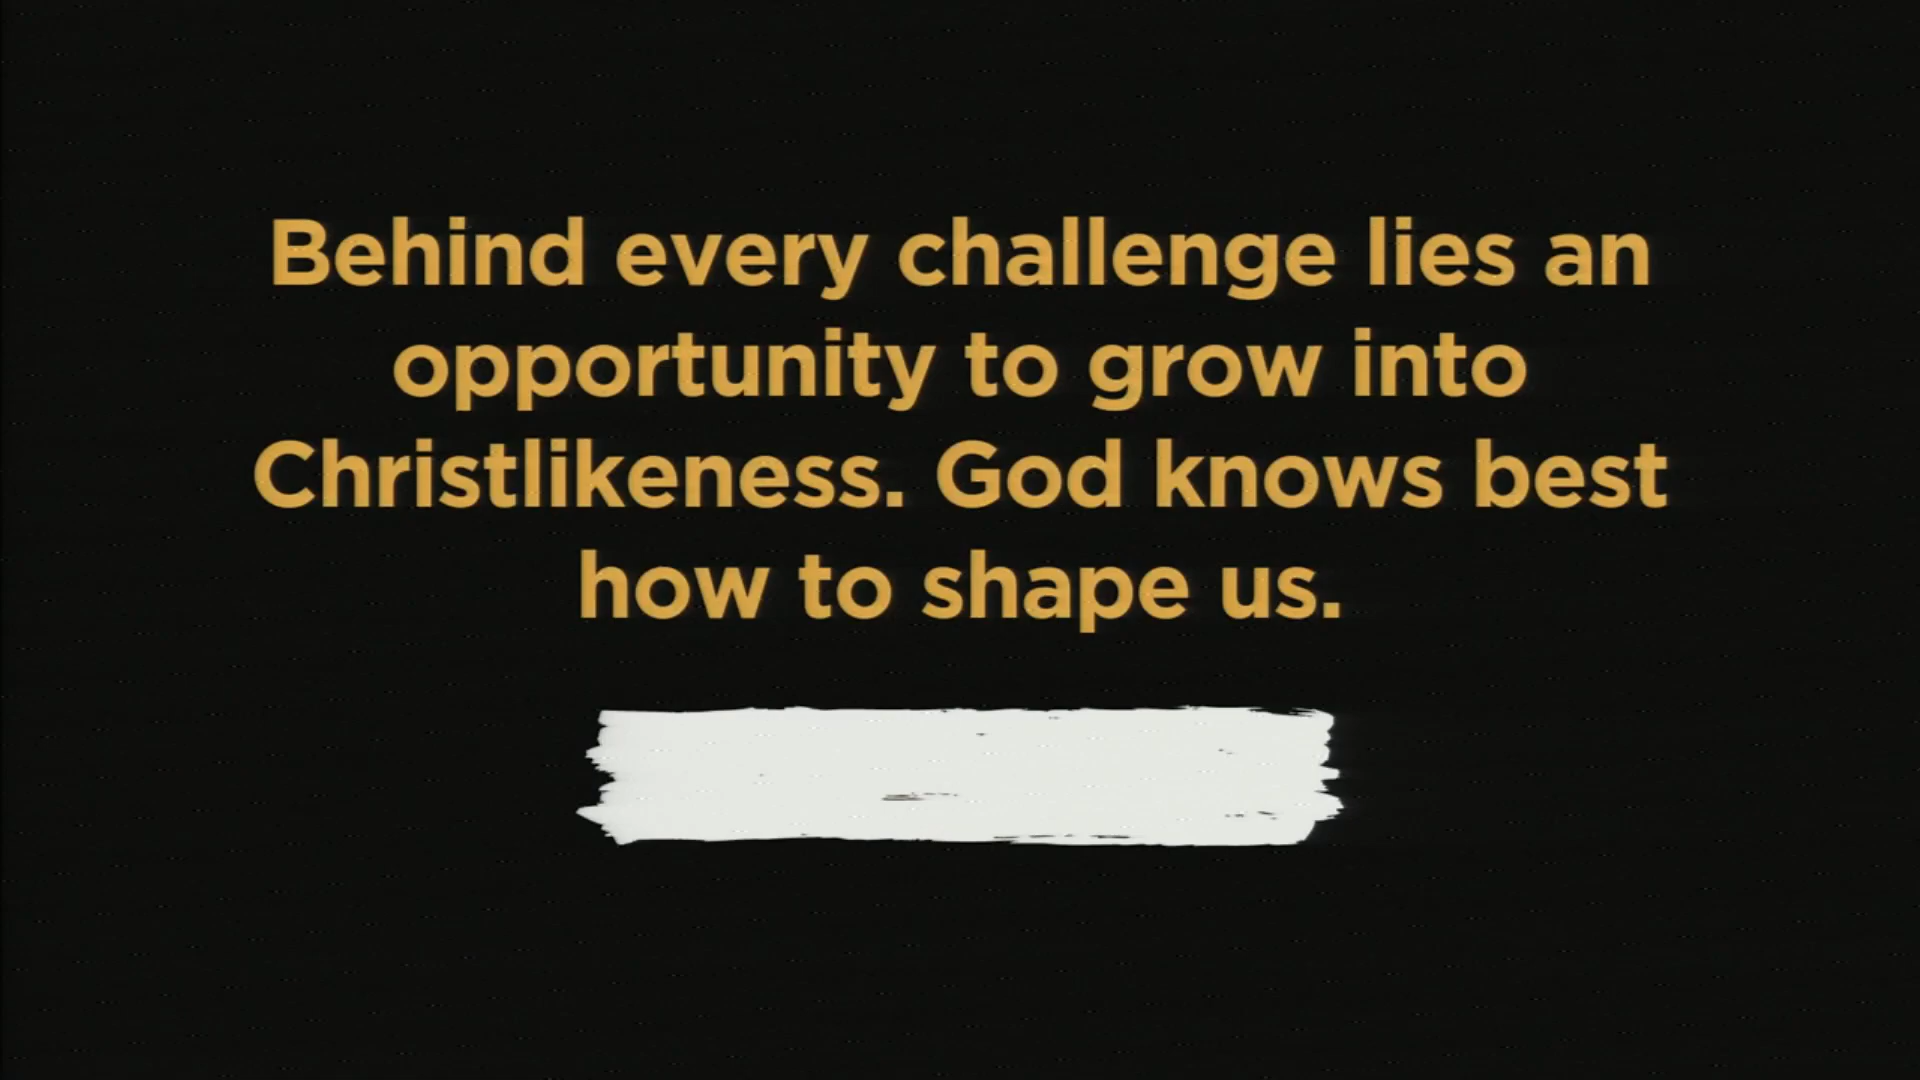 Behind every challenge lies an
opportunity to grow into
Christlikeness. God knows best
how to shape us.